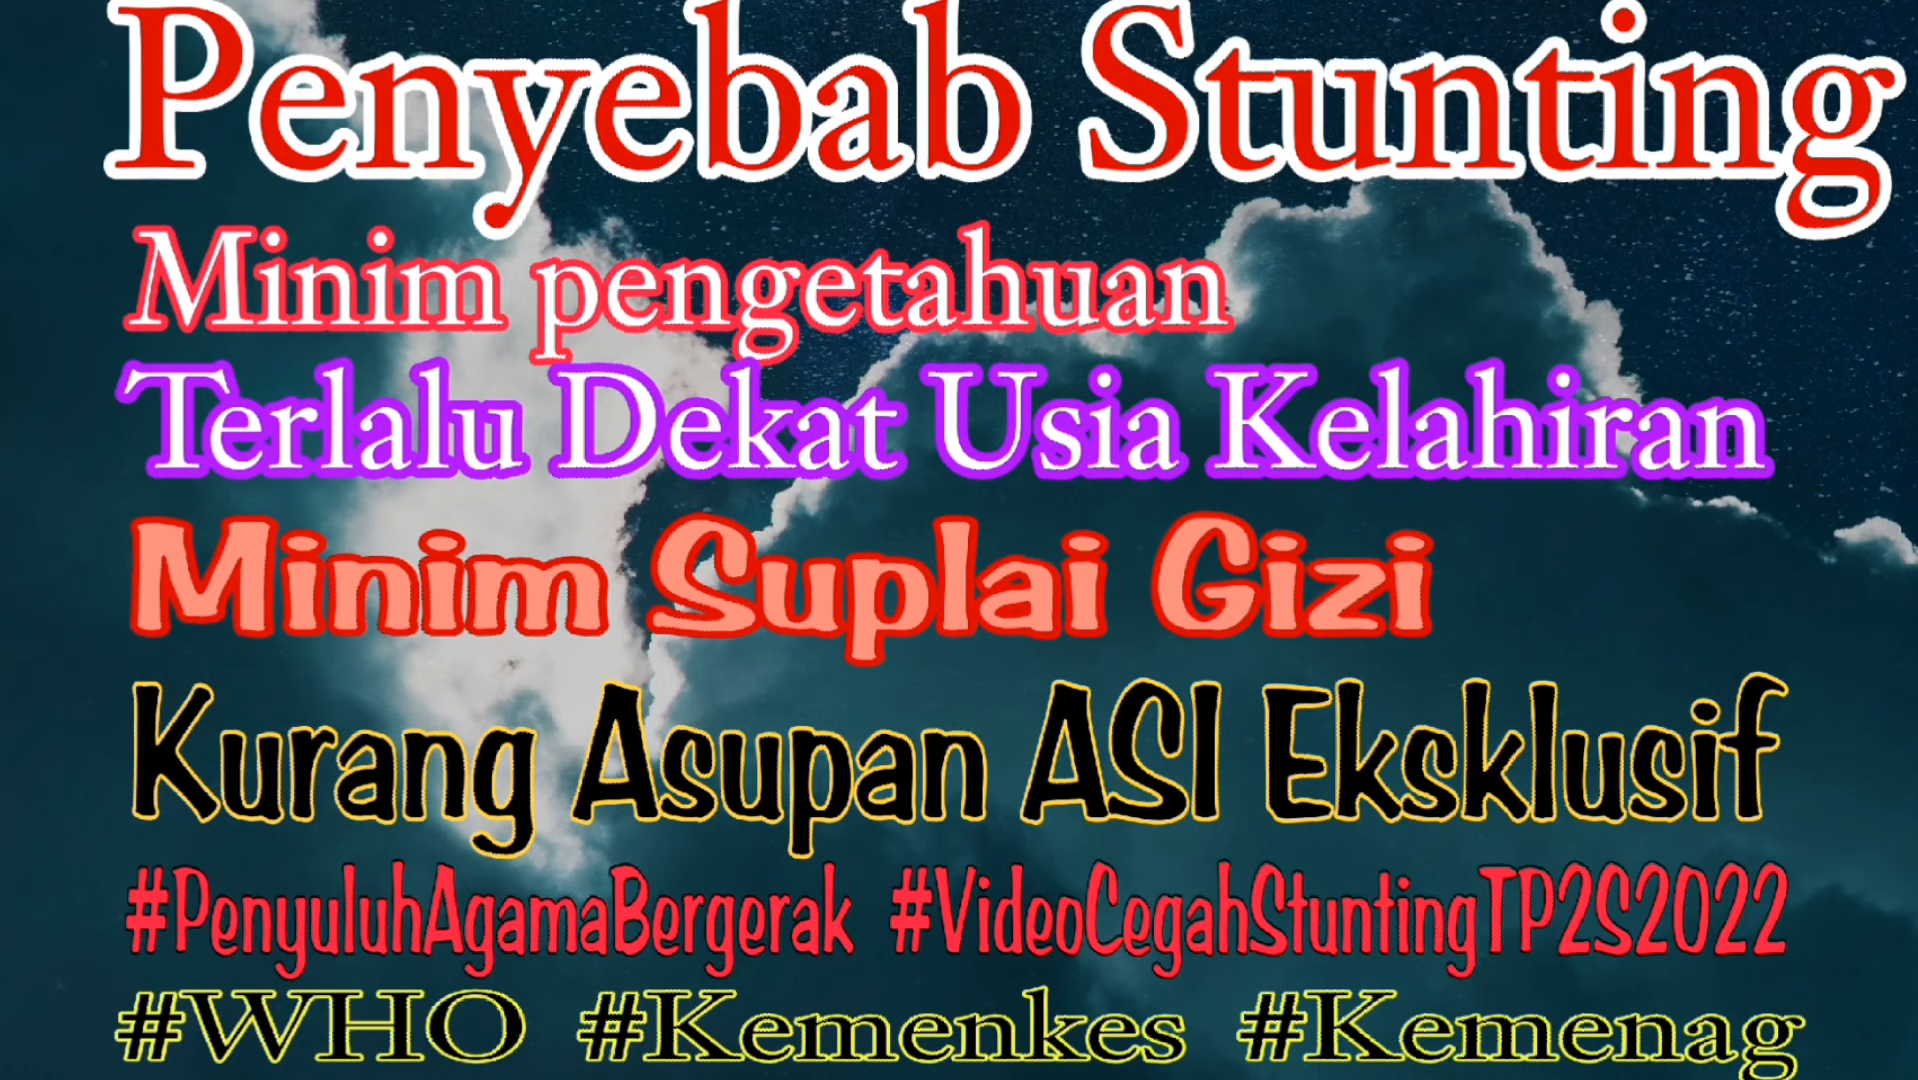 Penyebab Stunting
Minim pengetahuan
Terlalu Dekat Usia Kelahiran
Minim Suplai Gizi
Kurang Asupan ASI Eksklusif
#PenyuluhAgamaBergerak #VideoCegahStuntingTP2S2022
#WHO #Kemenkes #Kemenag